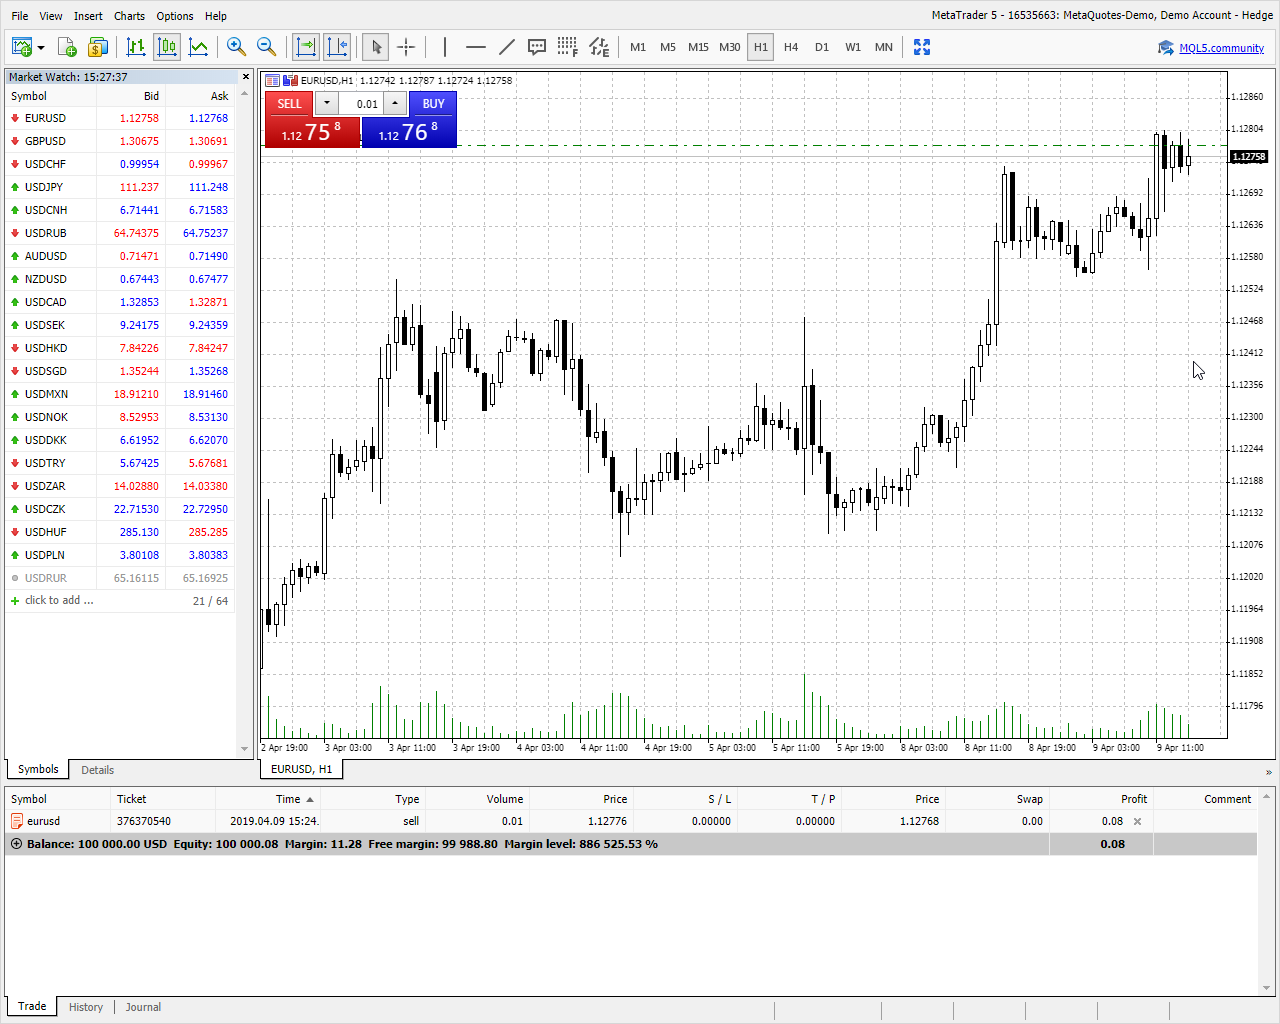 File View Insert Charts Options Help
MetaTrader 5 - 16535663: MetaQuotes-Demo, Demo Account - Hedge
F E M1 M5 M15 M30 H1 H4 D1 W1 MN MQL5.community
Market Watch: 15:27:37
Symbol Bid Ask
EURUSD 1.12758 1.12768
GBPUSD 1.30675 1.30691
USDCHF 0.99954 0.99967
USDJPY 111.237 111.248
USDCNH 6.71441 6.71583
USDRUB 64.74375 64.75237
AUDUSD 0.71471 0.71490
NZDUSD 0.67443 0.67477
USDCAD 1.32853 1.32871
USDSEK 9.24175 9.24359
USDHKD 7.84226 7.84247
USDSGD 1.35244 1.35268
USDMXN 18.91210 18.91460
USDNOK 8.52953 8.53130
USDDKK 6.61952 6.62070
USDTRY 5.67425 5.67681
USDZAR 14.02880 14.03380
USDCZK 22.71530 22.72950
USDHUF 285.130 285.285
USDPLN 3.80108 3.80383
USDRUR 65.16115 65.16925
click to add ... 21 / 64
Symbols Details
EURUSD,H1 1.12742 1.12787 1.12724 1.12758
SELL 0.01 BUY
1.12 75 8 1.12 76 8
1.12860
1.12804
1.12758
1.12692
1.12636
1.12580
1.12524
1.12468
1.12412
1.12356
1.12300
1.12244
1.12188
1.12132
1.12076
1.12020
1.11964
1.11908
1.11852
1.11796
2 Apr 19:00 3 Apr 03:00 3 Apr 11:00 3 Apr 19:00 4 Apr 03:00 4 Apr 11:00 4 Apr 19:00 5 Apr 03:00 5 Apr 11:00 5 Apr 19:00 8 Apr 03:00 8 Apr 11:00 8 Apr 19:00 9 Apr 03:00 9 Apr 11:00
EURUSD, H1
Symbol Ticket Time Type Volume Price S / L T / P Price Swap Profit Comment
eurusd 376370540 2019.04.09 15:24. sell 0.01 1.12776 0.00000 0.00000 1.12768 0.00 0.08
Balance: 100 000.00 USD Equity: 100 000.08 Margin: 11.28 Free margin: 99 988.80 Margin level: 886 525.53 % 0.08
Trade History Journal